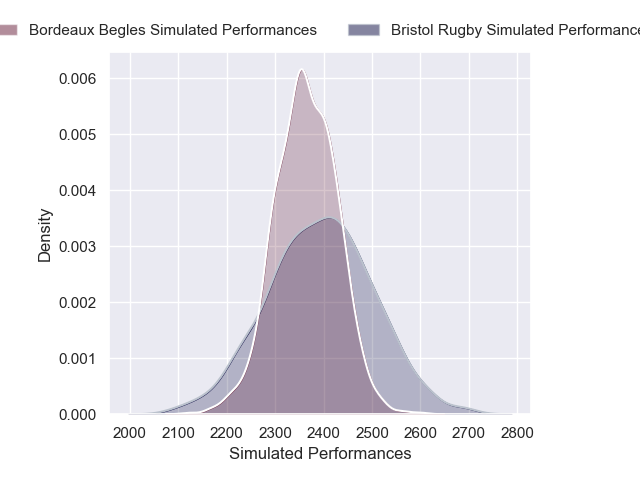 Bordeaux Begles Simulated Performances Bristol Rugby Simulated Performance
0.006
0.005
0.004
0.003
0.002
0.001
0.000
Density
2000 2100 2200 2300 2400 2500 2600 2700 2800
Simulated Performances